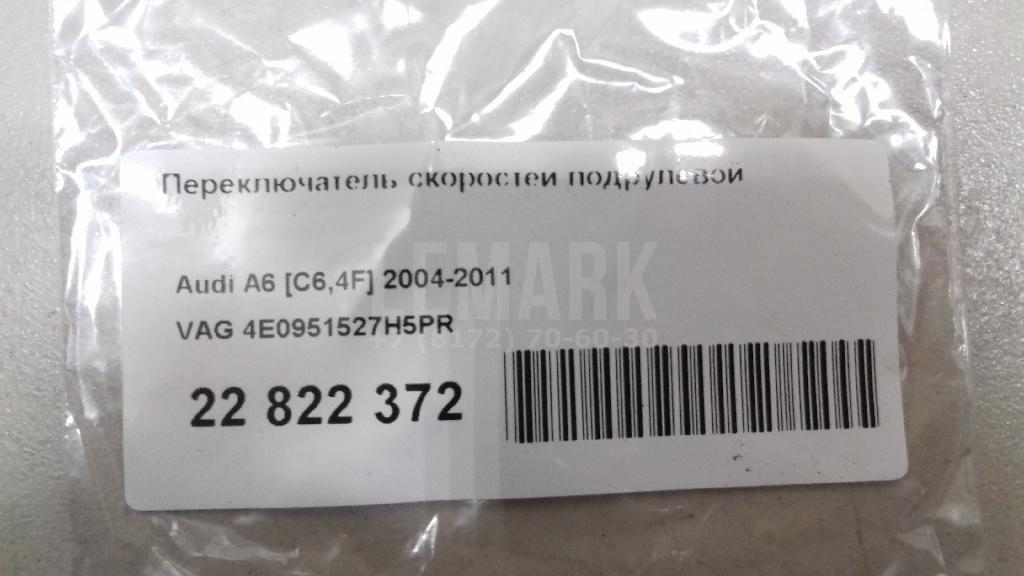 Переключатель скоростей подрулевой
LEMARK
Audi A6 [C6,4F] 2004-2011
VAG 4E0951527H5PR
+7 (8172) 70-60-30
22 822 372